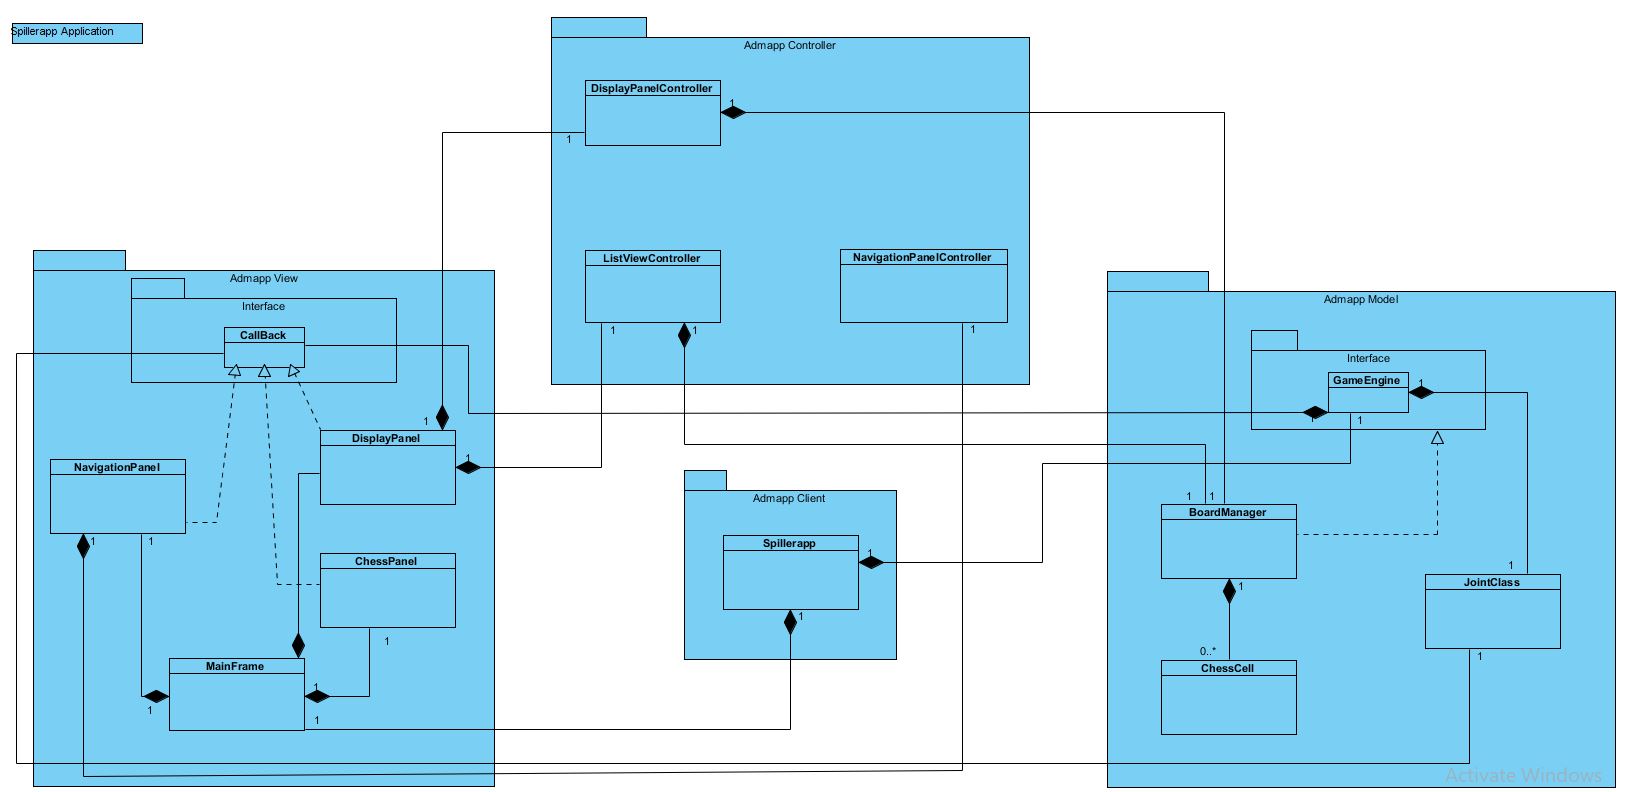 Spillerapp Application
Admapp Controller
DisplayPanelController
1
1
ListViewController
NavigationPanelController
1
1
1
Admapp View
Interface
CallBack
1
DisplayPanel
1
NavigationPanel
1
1
ChessPanel
1
MainFrame
1
1
1
Admapp Client
Spillerapp
1
1
Admapp Model
Interface
GameEngine
1
1
1
1
1
BoardManager
1
0..*
ChessCell
1
JointClass
1
Activate Windows